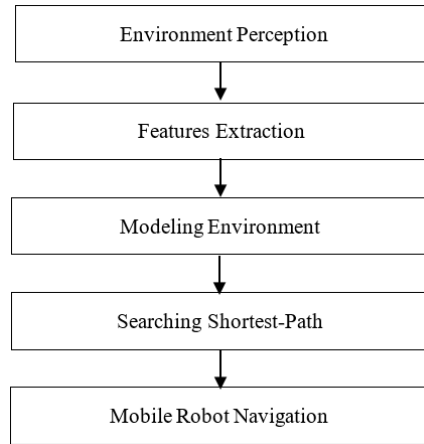 Environment Perception
Features Extraction
Modeling Environment
Searching Shortest-Path
Mobile Robot Navigation